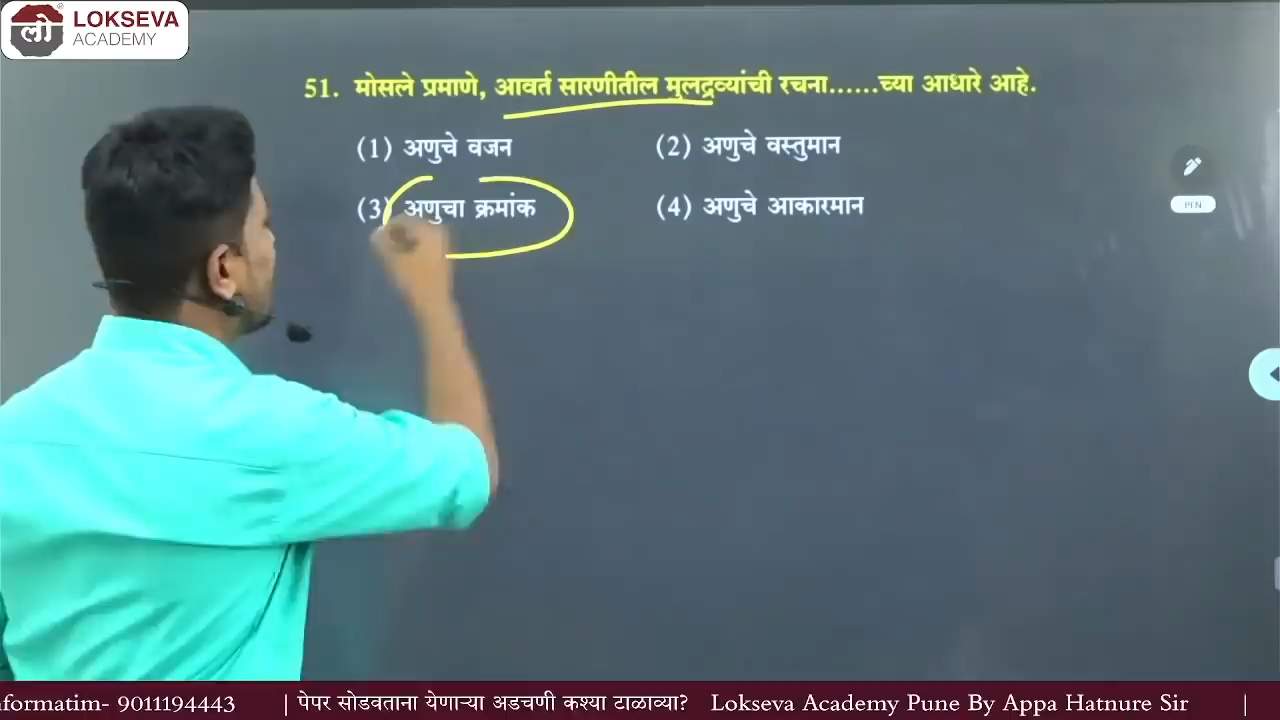 लो
LOKSEVA
ACADEMY
51. मोसले प्रमाणे, आवर्त सारणीतील मूलद्रव्यांची रचना......च्या आधारे आहे.
(1) अणुचे वजन
(2) अणुचे वस्तुमान
(3) अणुचा क्रमांक
(4) अणुचे आकारमान
PEN
nformatim- 9011194443 | पेपर सोडवताना येणाऱ्या अडचणी कश्या टाळाव्या? Lokseva Academy Pune By Appa Hatnure Sir |